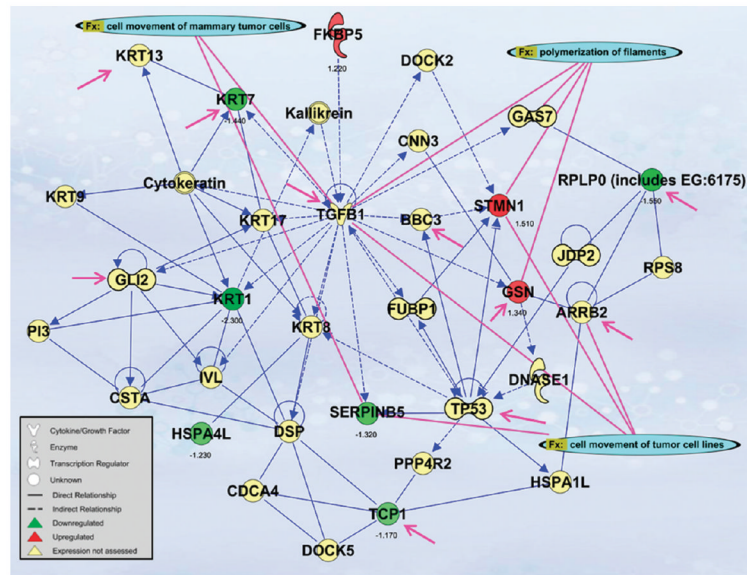 Fx: cell movement of mammary tumor cells
FKBP5
1.220
KRT13
DOCK2
Fx: polymerization of filaments
KRT7
-1.440
Kallikrein
GAS7
CNN3
RPLP0 (includes EG:6175)
-1.550
Cytokeratin
KRT9
KRT17
TGFB1
BBC3
STMN1
1.510
JDP2
RPS8
GLI2
KRT1
-2.300
GSN
1.340
FUBP1
ARRB2
PI3
KRT8
IVL
DNASE1
CSTA
SERPINB5
-1.320
TP53
HSPA4L
-1.230
DSP
Fx: cell movement of tumor cell lines
PPP4R2
HSPA1L
CDCA4
TCP1
-1.170
DOCK5
Cytokine/Growth Factor
Enzyme
Transcription Regulator
Unknown
Direct Relationship
Indirect Relationship
Downregulated
Upregulated
Expression not assessed